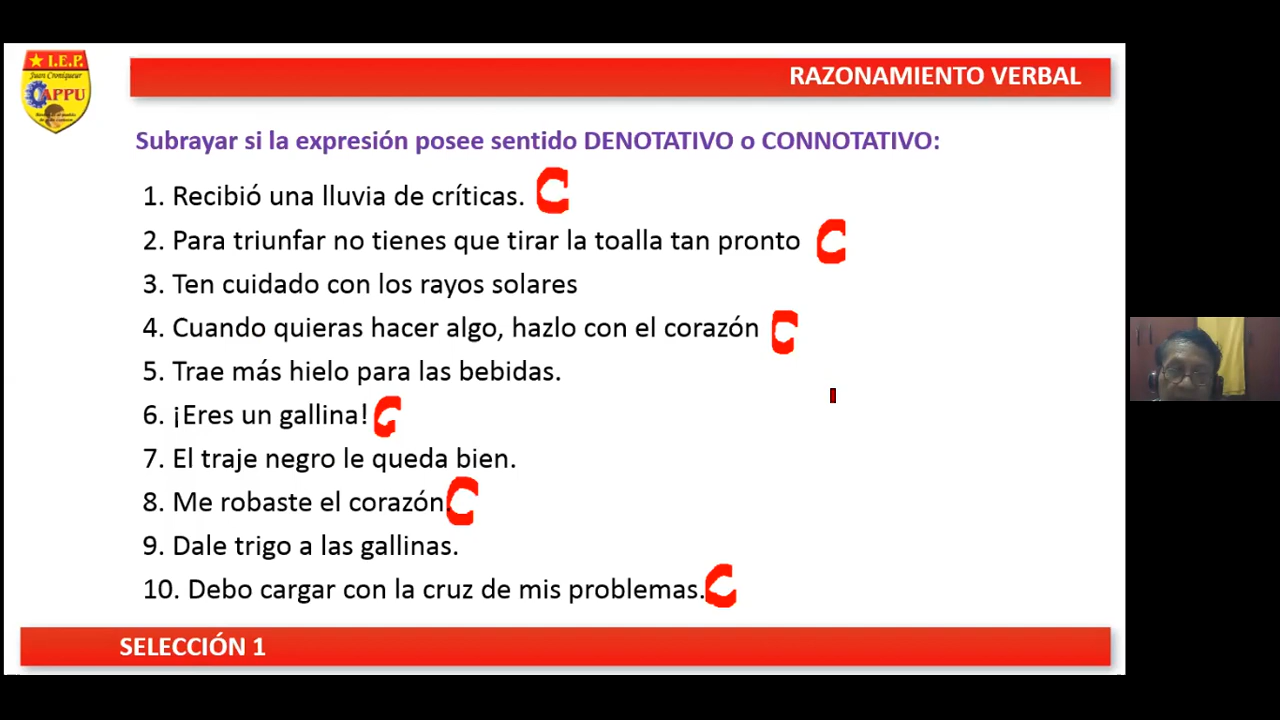 ★ I.E.P.
Juan Croniqueur
CAPPU
RAZONAMIENTO VERBAL
Subrayar si la expresión posee sentido DENOTATIVO o CONNOTATIVO:
1. Recibió una lluvia de críticas. C
2. Para triunfar no tienes que tirar la toalla tan pronto C
3. Ten cuidado con los rayos solares
4. Cuando quieras hacer algo, hazlo con el corazón C
5. Trae más hielo para las bebidas.
6. ¡Eres un gallina! C
7. El traje negro le queda bien.
8. Me robaste el corazón. C
9. Dale trigo a las gallinas.
10. Debo cargar con la cruz de mis problemas. C
SELECCIÓN 1